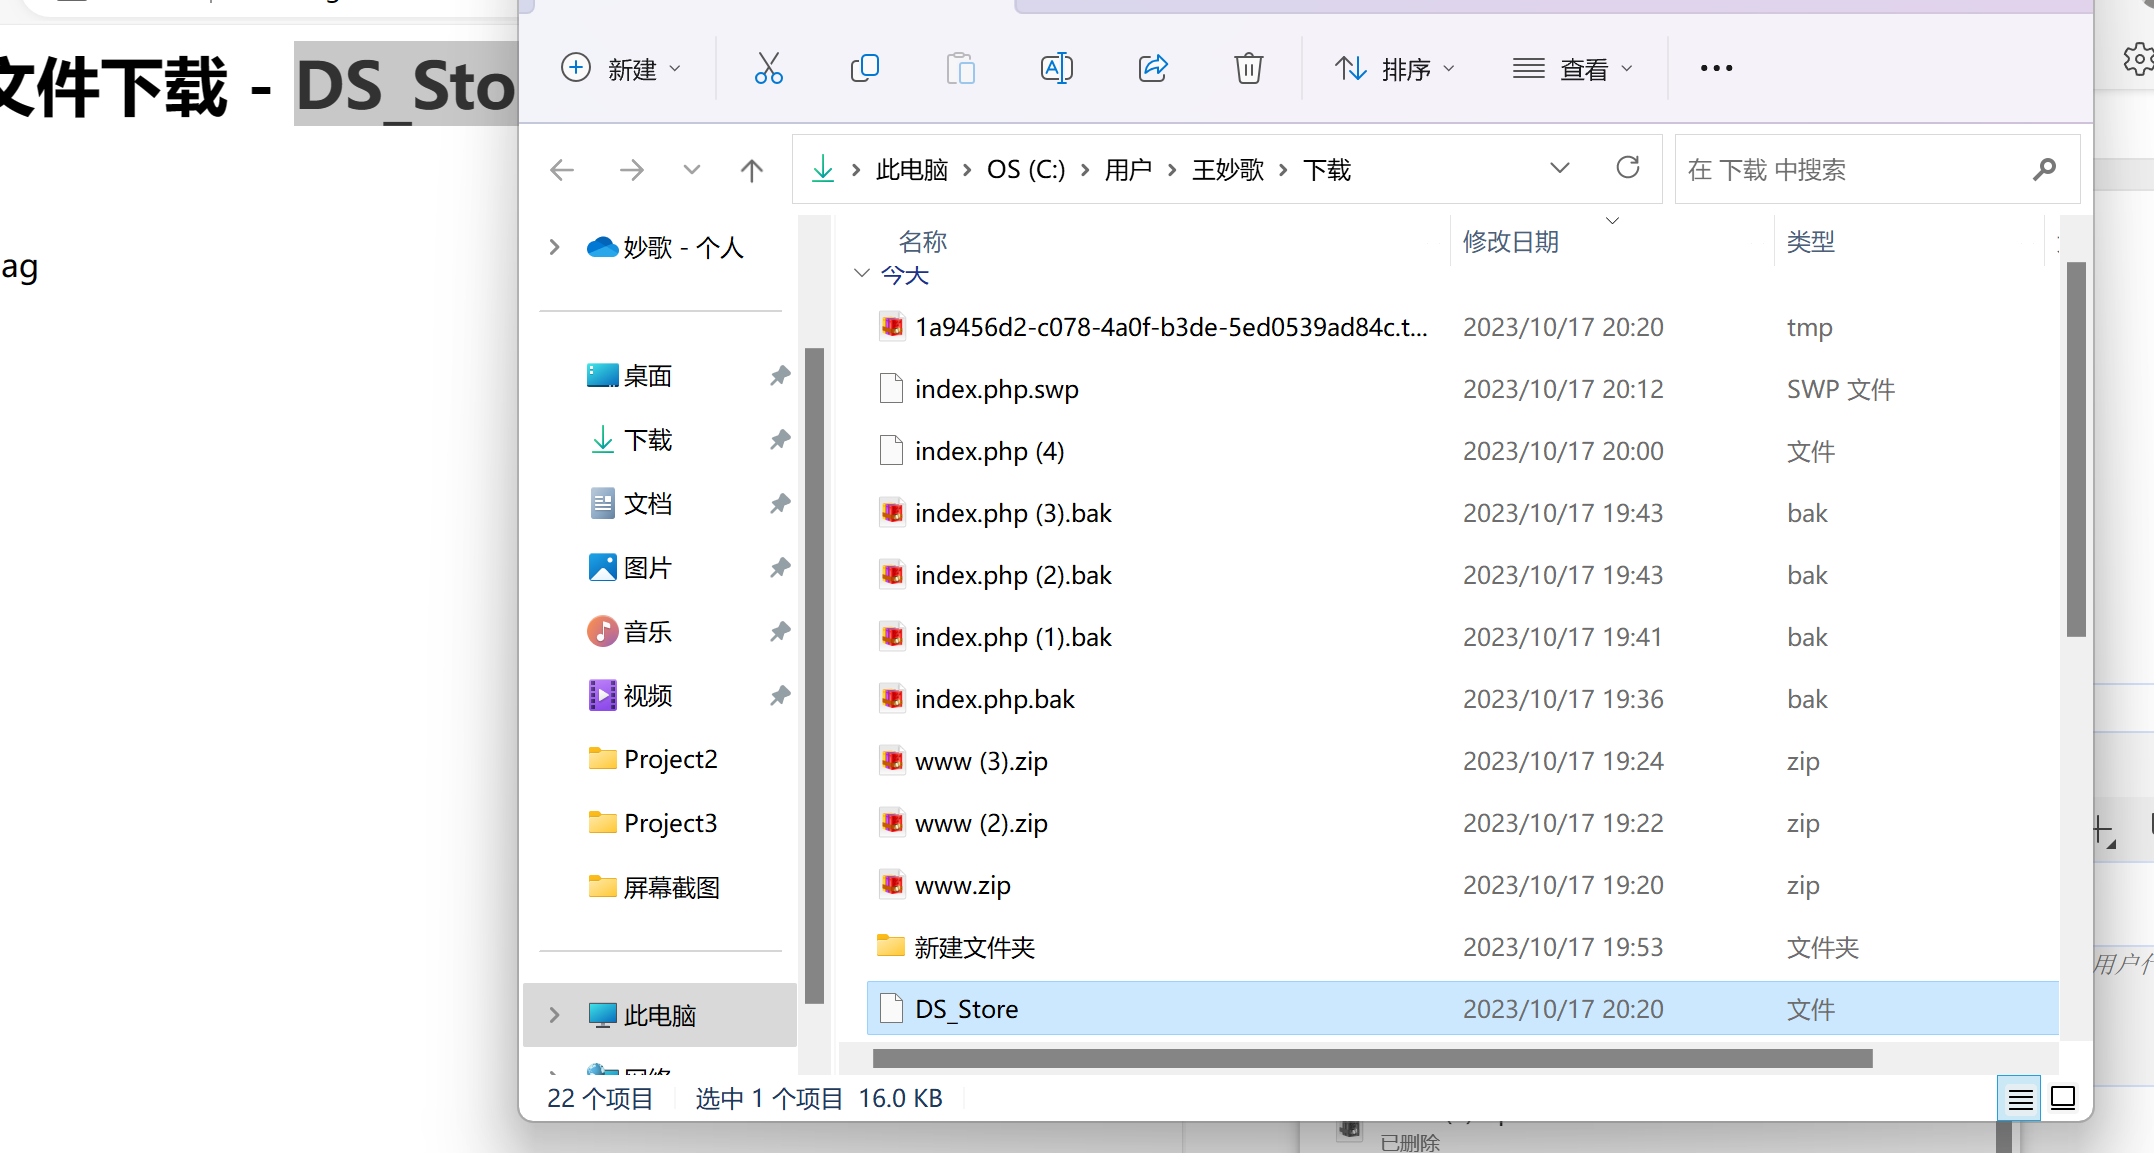 文件下载 - DS_Sto
ag
新建
排序
查看
此电脑 > OS (C:) > 用户 > 王妙歌 > 下载
在 下载 中搜索
妙歌 - 个人
桌面
下载
文档
图片
音乐
视频
Project2
Project3
屏幕截图
此电脑
网络
名称 修改日期 类型
今天
1a9456d2-c078-4a0f-b3de-5ed0539ad84c.t... 2023/10/17 20:20 tmp
index.php.swp 2023/10/17 20:12 SWP 文件
index.php (4) 2023/10/17 20:00 文件
index.php (3).bak 2023/10/17 19:43 bak
index.php (2).bak 2023/10/17 19:43 bak
index.php (1).bak 2023/10/17 19:41 bak
index.php.bak 2023/10/17 19:36 bak
www (3).zip 2023/10/17 19:24 zip
www (2).zip 2023/10/17 19:22 zip
www.zip 2023/10/17 19:20 zip
新建文件夹 2023/10/17 19:53 文件夹
DS_Store 2023/10/17 20:20 文件
22 个项目 选中 1 个项目 16.0 KB
用户
已删除